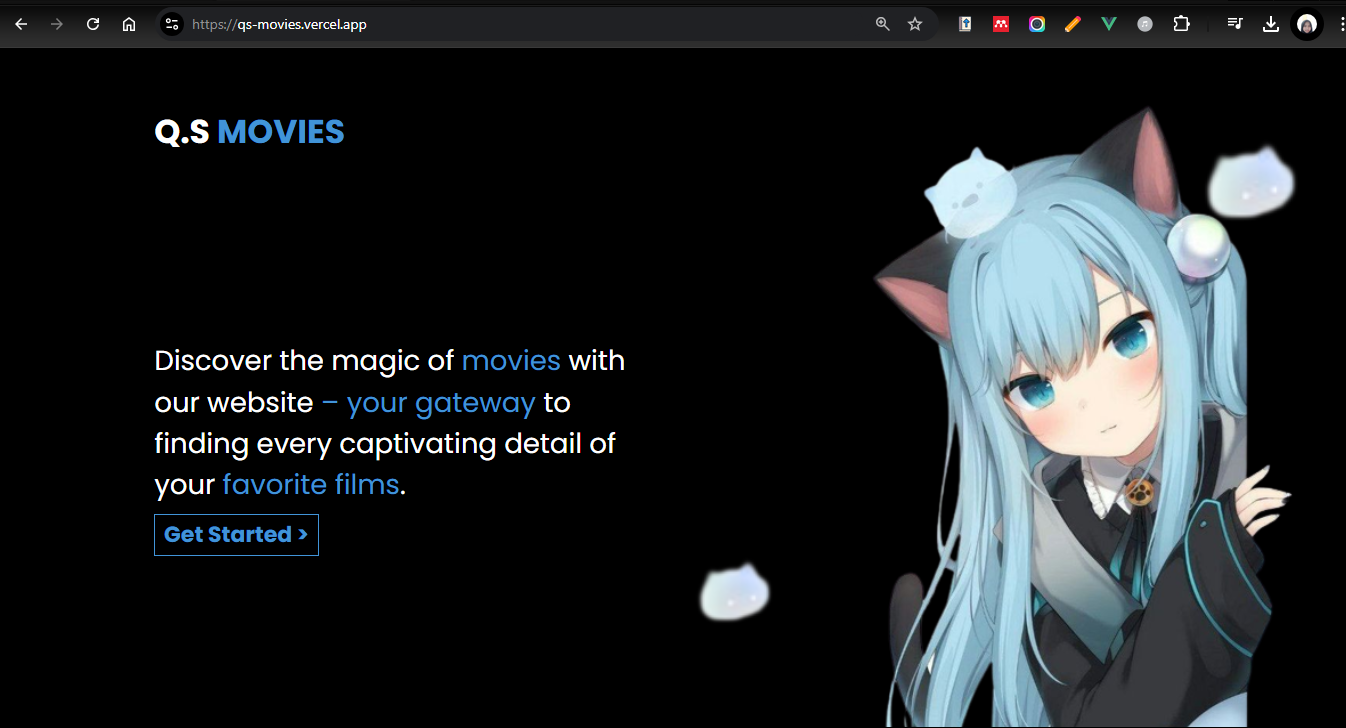 https://qs-movies.vercel.app
Q.S MOVIES
Discover the magic of movies with
our website – your gateway to
finding every captivating detail of
your favorite films.
Get Started >